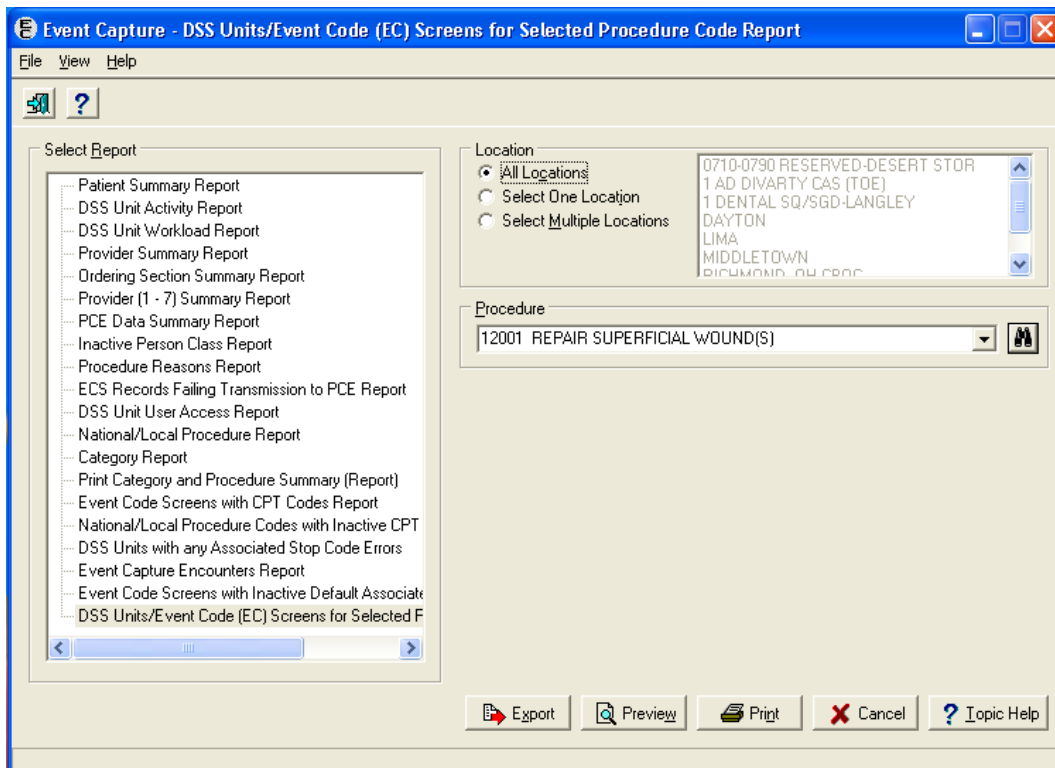 Event Capture - DSS Units/Event Code (EC) Screens for Selected Procedure Code Report
File View Help
Select Report
Patient Summary Report
DSS Unit Activity Report
DSS Unit Workload Report
Provider Summary Report
Ordering Section Summary Report
Provider (1 - 7) Summary Report
PCE Data Summary Report
Inactive Person Class Report
Procedure Reasons Report
ECS Records Failing Transmission to PCE Report
DSS Unit User Access Report
National/Local Procedure Report
Category Report
Print Category and Procedure Summary (Report)
Event Code Screens with CPT Codes Report
National/Local Procedure Codes with Inactive CPT
DSS Units with any Associated Stop Code Errors
Event Capture Encounters Report
Event Code Screens with Inactive Default Associate
DSS Units/Event Code (EC) Screens for Selected
Location
All Locations
Select One Location
Select Multiple Locations
0710-0790 RESERVED-DESERT STOR
1 AD DIVARTY CAS (TOE)
1 DENTAL SQ/SGD-LANGLEY
DAYTON
LIMA
MIDDLETOWN
RICHMOND, OH CBOC
Procedure
12001 REPAIR SUPERFICIAL WOUND(S)
Export
Preview
Print
Cancel
Topic Help